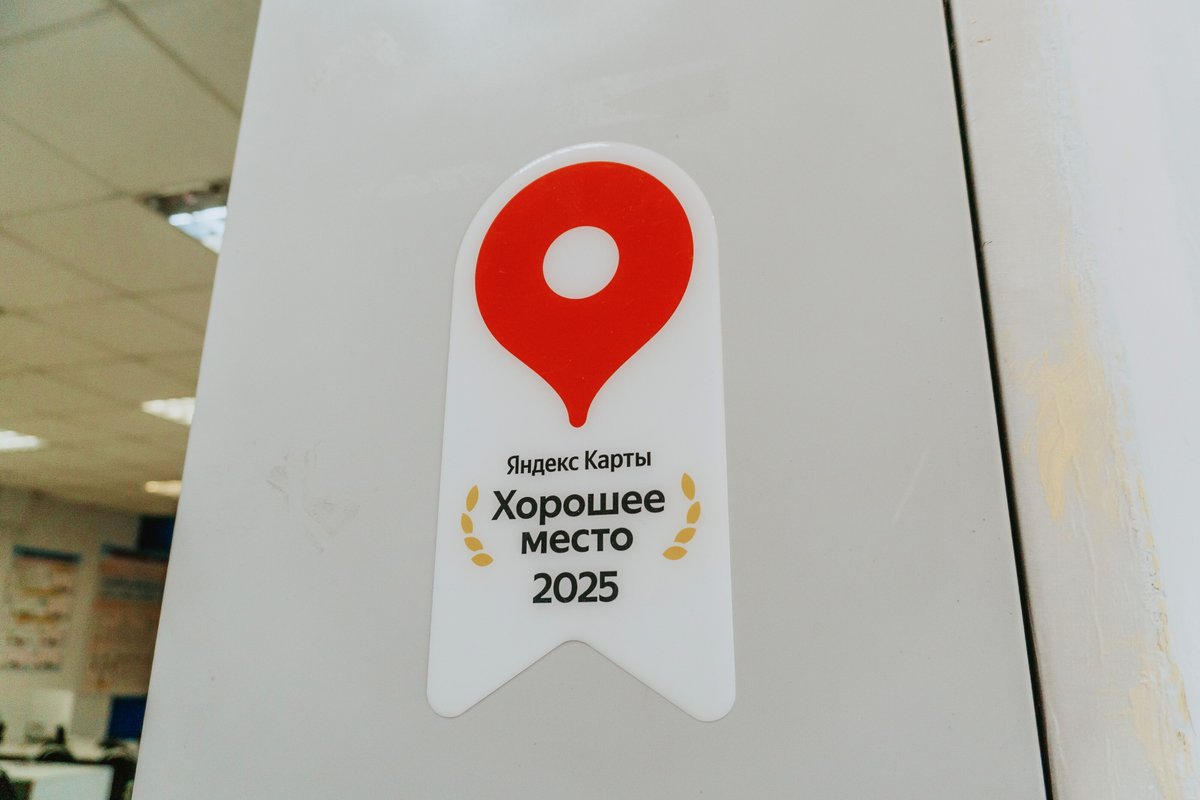 Яндекс Карты
Хорошее
место
2025